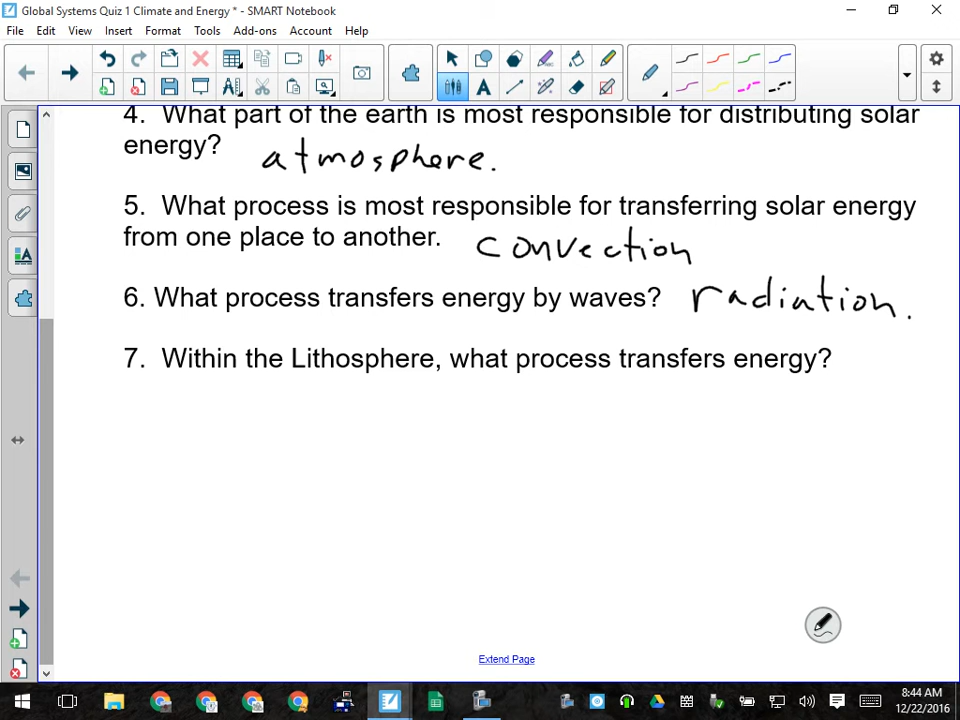 Global Systems Quiz 1 Climate and Energy * - SMART Notebook
File Edit View Insert Format Tools Add-ons Account Help
4. What part of the earth is most responsible for distributing solar
energy? atmosphere.
5. What process is most responsible for transferring solar energy
from one place to another. convection
6. What process transfers energy by waves? radiation.
7. Within the Lithosphere, what process transfers energy?
Extend Page
8:44 AM
12/22/2016